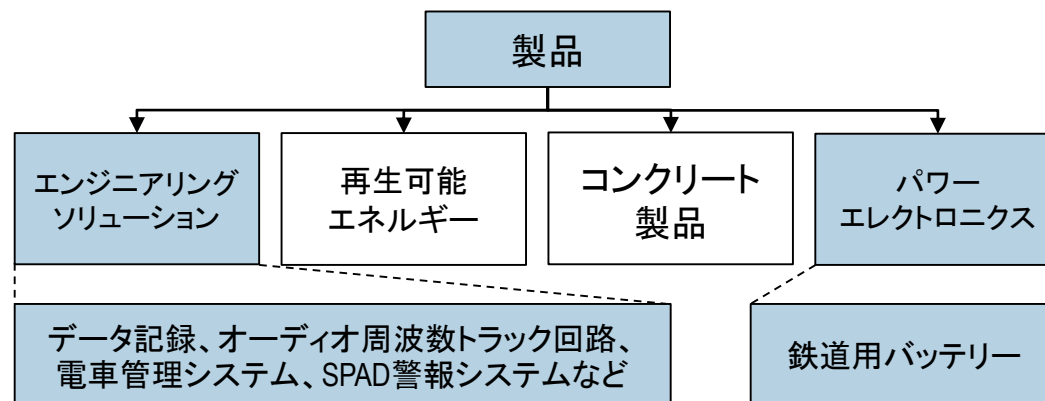 製品
エンジニアリング
ソリューション
再生可能
エネルギー
コンクリート
製品
パワー
エレクトロニクス
データ記録、オーディオ周波数トラック回路、
電車管理システム、SPAD警報システムなど
鉄道用バッテリー